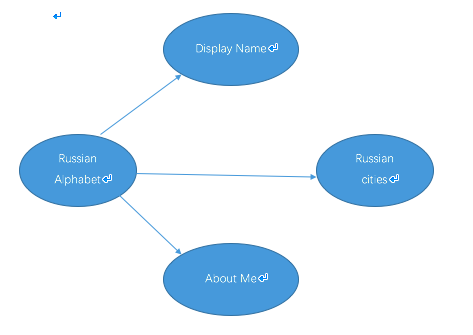 Display Name
Russian
Alphabet
Russian
cities
About Me